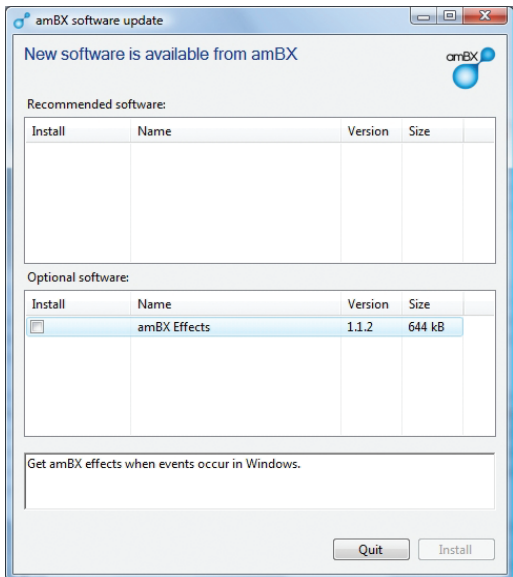 amBX software update
New software is available from amBX
amBX
Recommended software:
Install Name Version Size
Optional software:
Install Name Version Size
amBX Effects 1.1.2 644 kB
Get amBX effects when events occur in Windows.
Quit Install